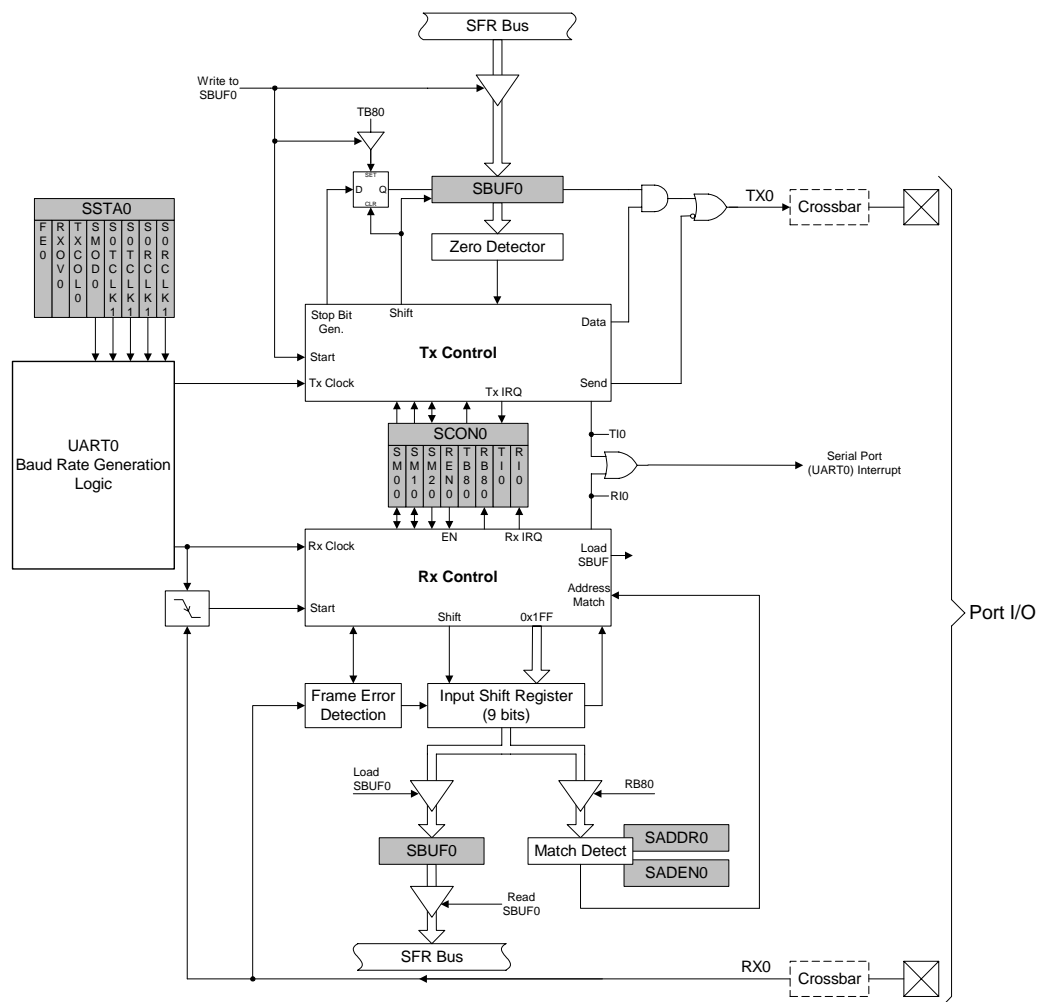 SFR Bus
Write to
SBUF0
TB80
SET
D
Q
CLR
SBUF0
TX0
Crossbar
Zero Detector
SSTA0
FE0
RXOV0
TXCOL0
SMOD0
S0TCLK1
S0TCLK1
S0RCLK1
S0RCLK1
Stop Bit
Gen.
Shift
Data
Tx Control
Start
Tx Clock
Send
Tx IRQ
UART0
Baud Rate Generation
Logic
SCON0
SM00
SM10
SM20
REN0
TB80
RB80
TI0
RI0
TI0
Serial Port
(UART0) Interrupt
RI0
EN
Rx IRQ
Rx Clock
Load
SBUF
Rx Control
Address
Match
Start
Shift
0x1FF
Port I/O
Frame Error
Detection
Input Shift Register
(9 bits)
Load
SBUF0
RB80
SBUF0
Match Detect
SADDR0
SADEN0
Read
SBUF0
SFR Bus
RX0
Crossbar